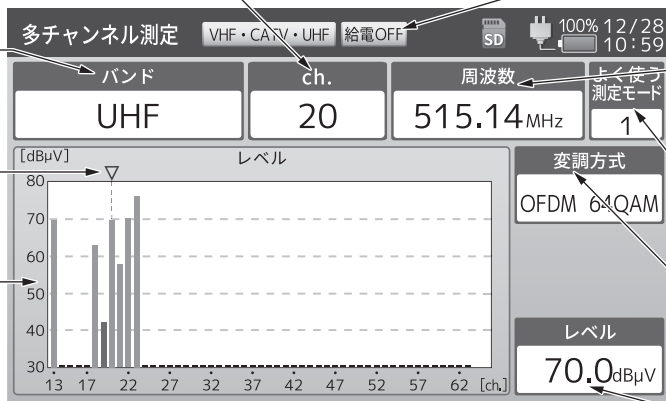 多チャンネル測定 VHF・CATV・UHF 給電OFF SD 100% 12/28
10:59
バンド ch. 周波数 よく使う
測定モード
UHF 20 515.14MHz 1
[dBμV] レベル 変調方式
80
OFDM 64QAM
70
60
50
40 レベル
30
70.0dBμV
13 17 22 27 32 37 42 47 52 57 62 [ch.]